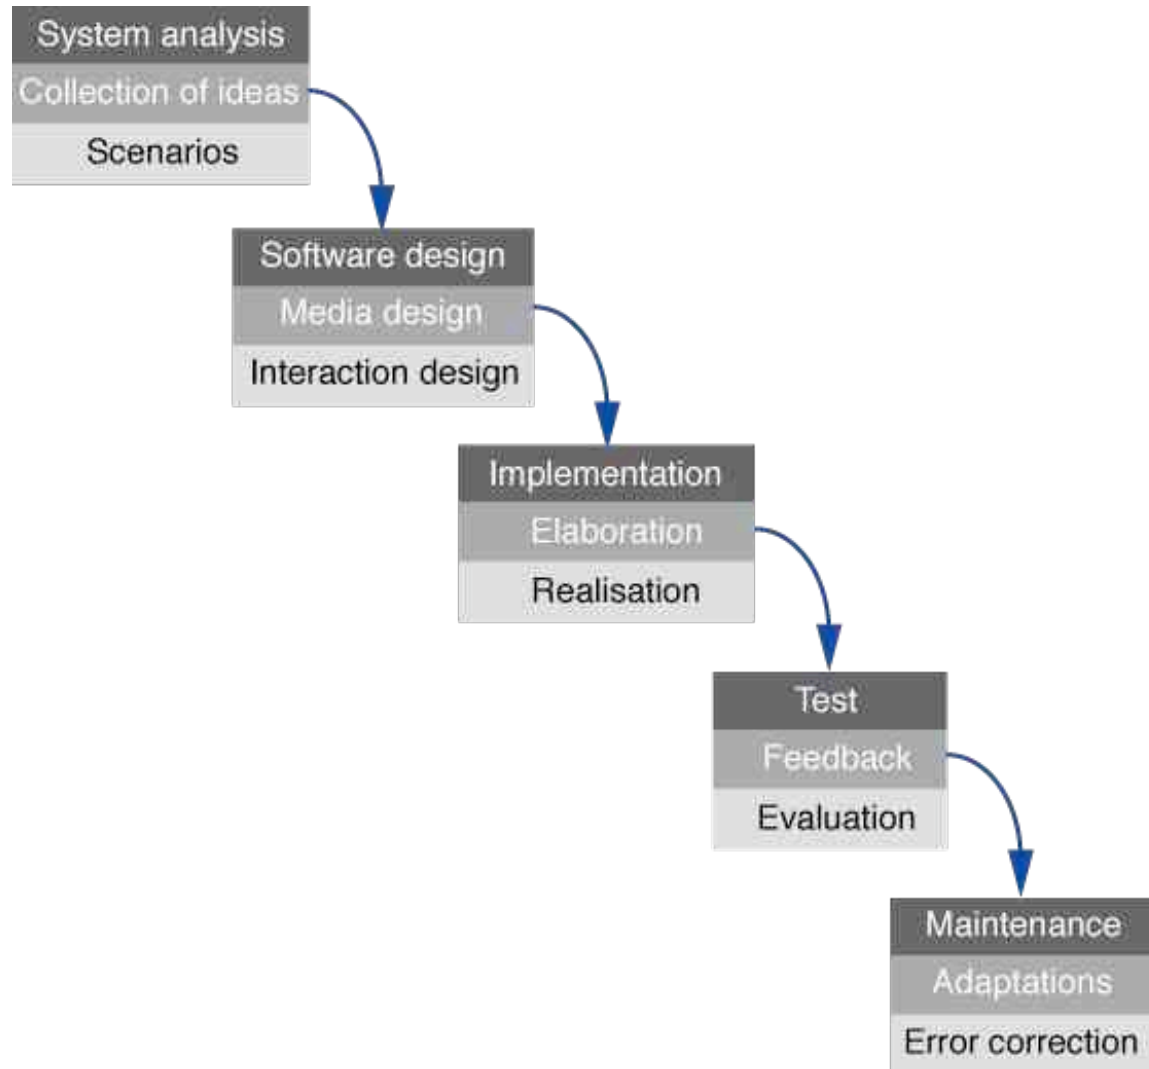 System analysis
Collection of ideas
Scenarios
Software design
Media design
Interaction design
Implementation
Elaboration
Realisation
Test
Feedback
Evaluation
Maintenance
Adaptations
Error correction